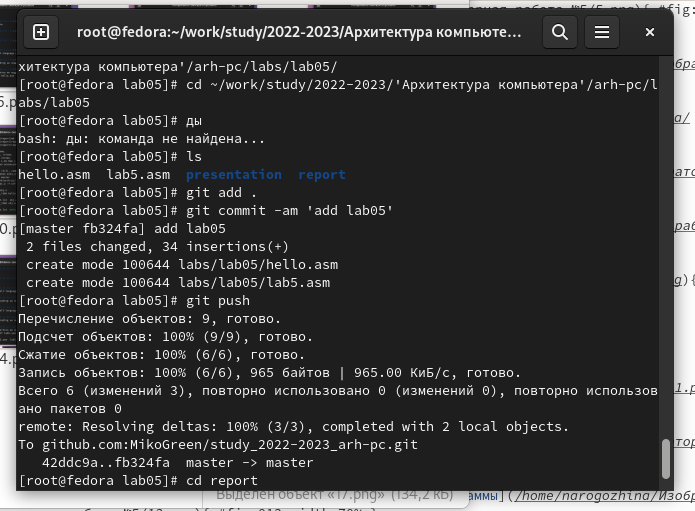 root@fedora:~/work/study/2022-2023/Архитектура компьюте...
хитектура компьютера'/arh-pc/labs/lab05/
[root@fedora lab05]# cd ~/work/study/2022-2023/'Архитектура компьютера'/arh-pc/l
abs/lab05
[root@fedora lab05]# ды
bash: ды: команда не найдена...
[root@fedora lab05]# ls
hello.asm  lab5.asm  presentation  report
[root@fedora lab05]# git add .
[root@fedora lab05]# git commit -am 'add lab05'
[master fb324fa] add lab05
 2 files changed, 34 insertions(+)
 create mode 100644 labs/lab05/hello.asm
 create mode 100644 labs/lab05/lab5.asm
[root@fedora lab05]# git push
Перечисление объектов: 9, готово.
Подсчет объектов: 100% (9/9), готово.
Сжатие объектов: 100% (6/6), готово.
Запись объектов: 100% (6/6), 965 байтов | 965.00 КиБ/с, готово.
Всего 6 (изменений 3), повторно использовано 0 (изменений 0), повторно использов
ано пакетов 0
remote: Resolving deltas: 100% (3/3), completed with 2 local objects.
To github.com:MikoGreen/study_2022-2023_arh-pc.git
   42ddc9a..fb324fa  master -> master
[root@fedora lab05]# cd report
Выделен объект «17.png» (134,2 кБ)
аммы](/home/narogozhina/Изобр